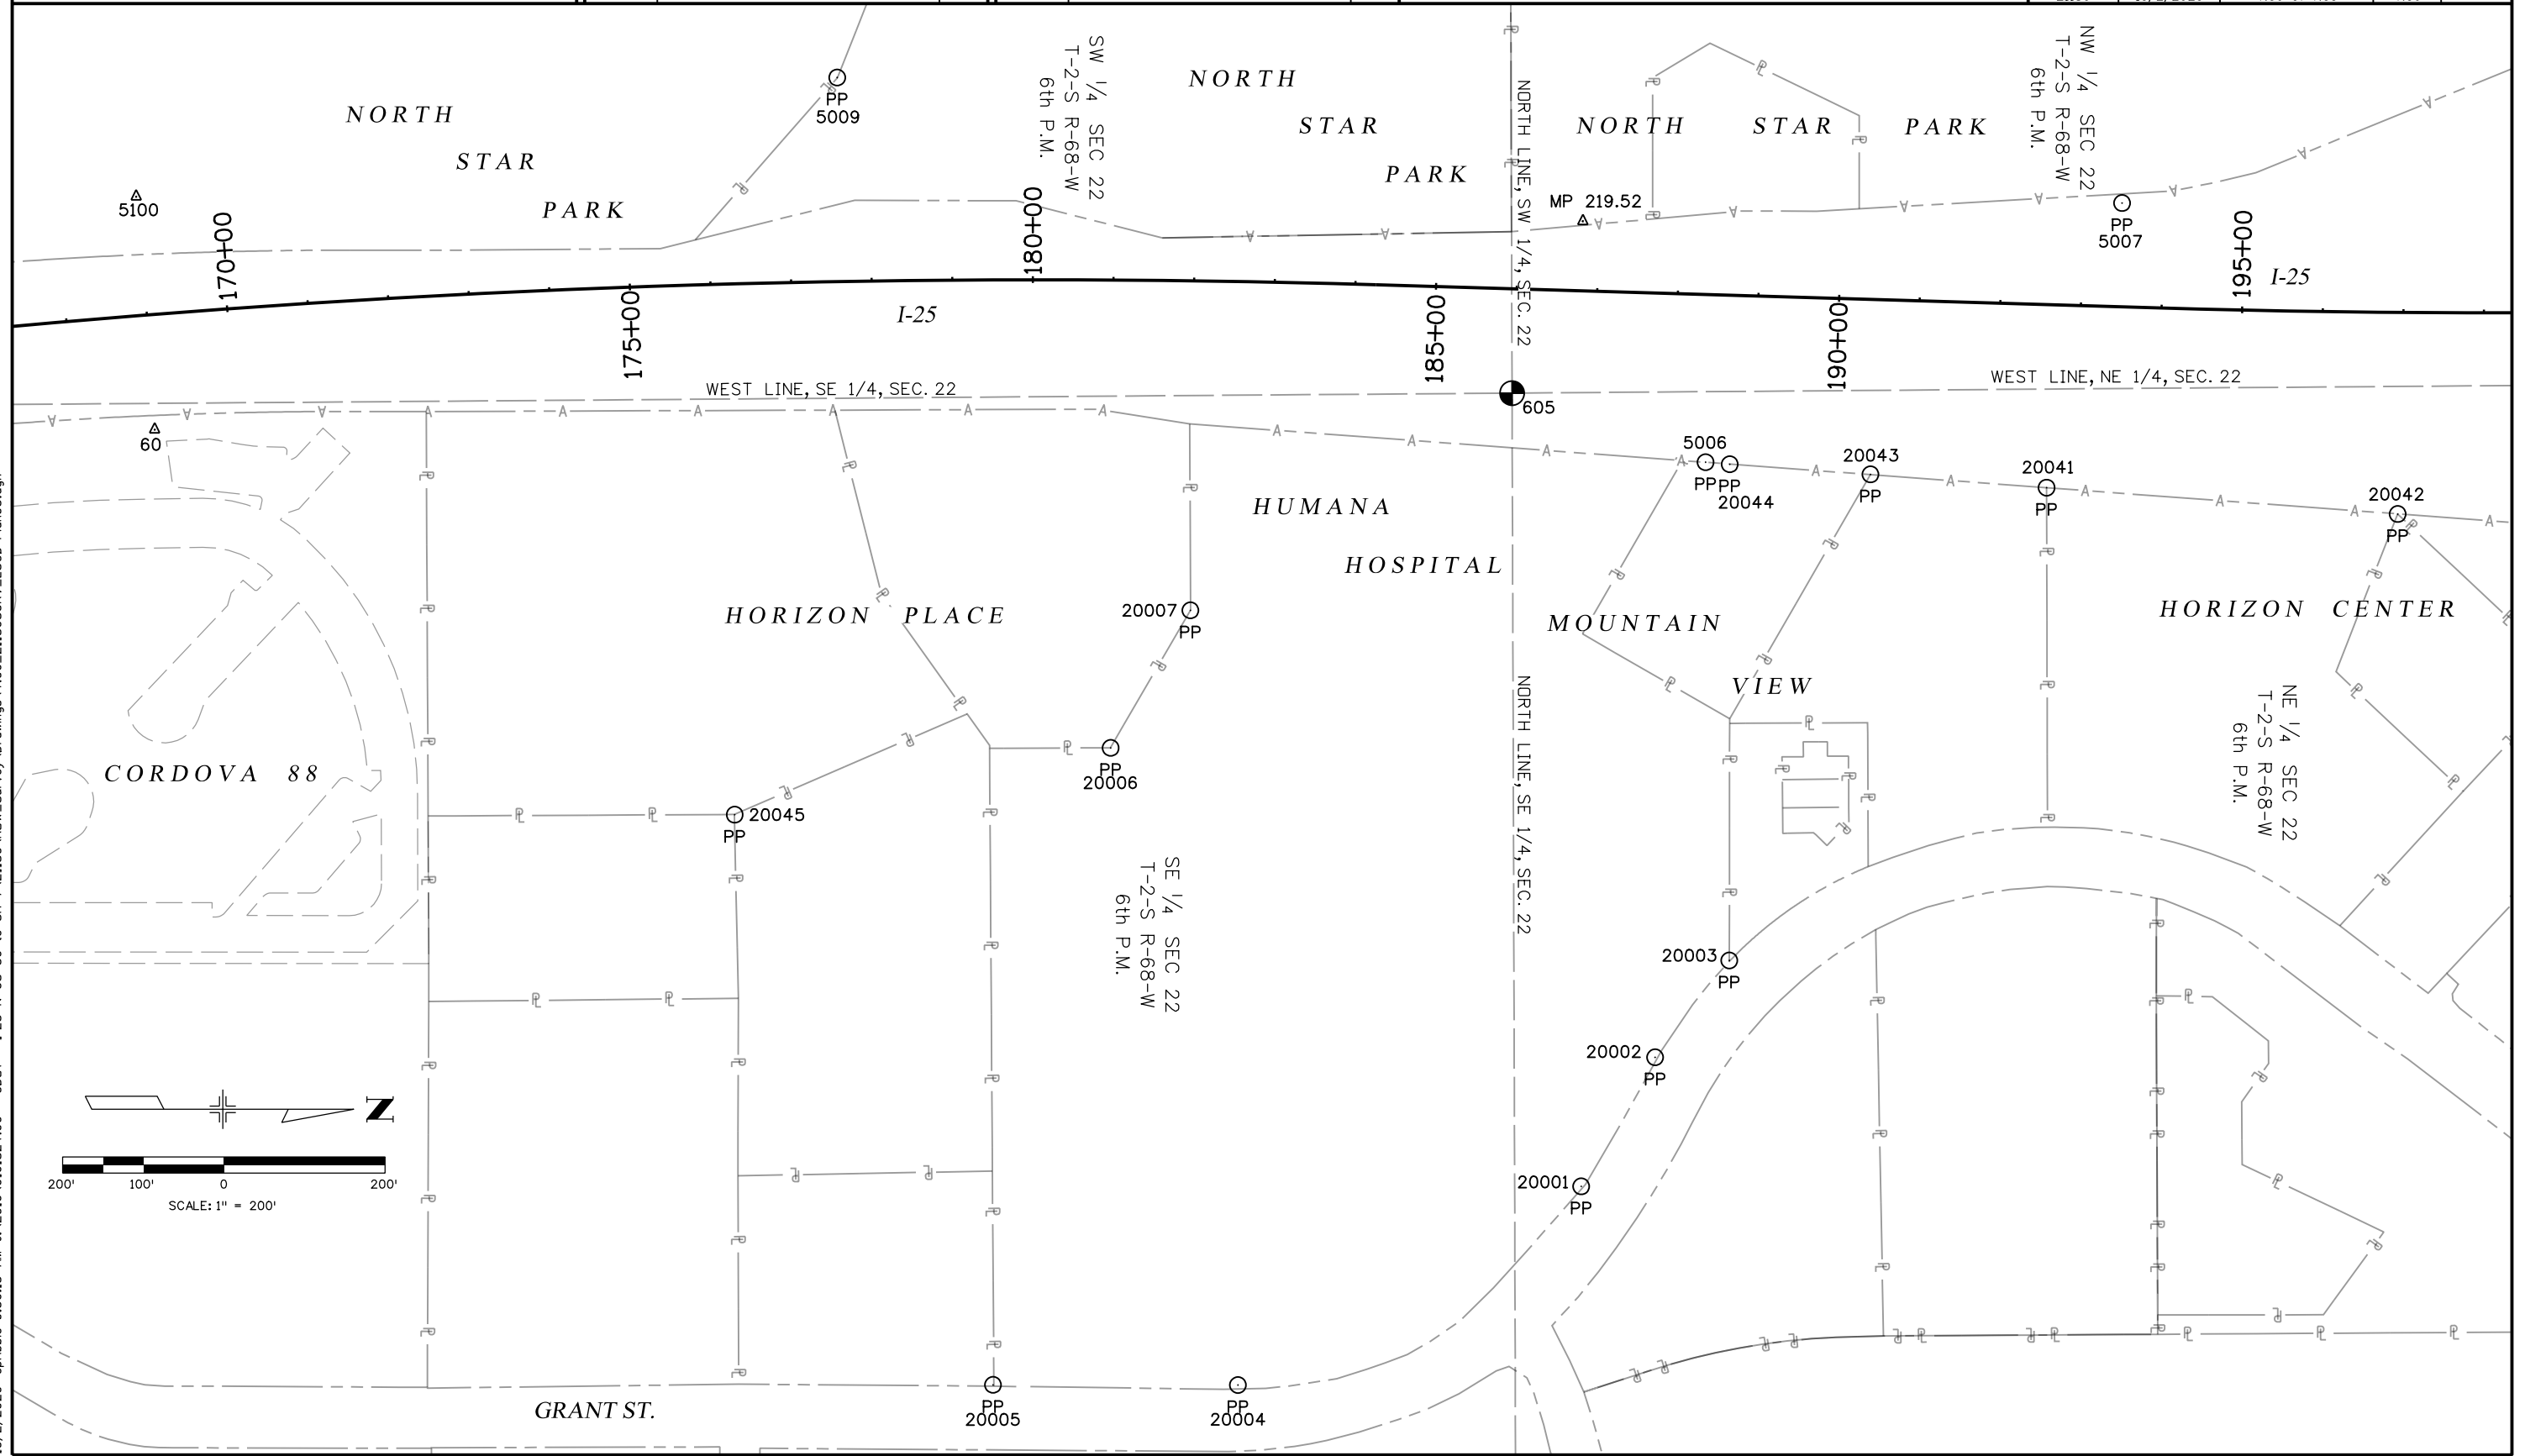 NORTH
STAR
PARK
PP
5009
SW 1/4 SEC 22
T-2-S R-68-W
6th P.M.
NORTH
STAR
PARK
NORTH LINE, SW 1/4, SEC. 22
NORTH STAR PARK
NW 1/4 SEC 22
T-2-S R-68-W
6th P.M.
5100
MP 219.52
PP
5007
170+00
175+00
180+00
185+00
190+00
195+00
I-25
I-25
WEST LINE, SE 1/4, SEC. 22
WEST LINE, NE 1/4, SEC. 22
605
60
5006
PP
PP
20044
20043
PP
20041
PP
20042
PP
HUMANA
HOSPITAL
HORIZON PLACE
20007
PP
MOUNTAIN
VIEW
HORIZON CENTER
NE 1/4 SEC 22
T-2-S R-68-W
6th P.M.
NORTH LINE, SE 1/4, SEC. 22
PP
20006
CORDOVA 88
20045
PP
SE 1/4 SEC 22
T-2-S R-68-W
6th P.M.
20003
PP
20002
PP
20001
PP
N
200' 100' 0 200'
SCALE: 1" = 200'
GRANT ST.
PP
20005
PP
20004